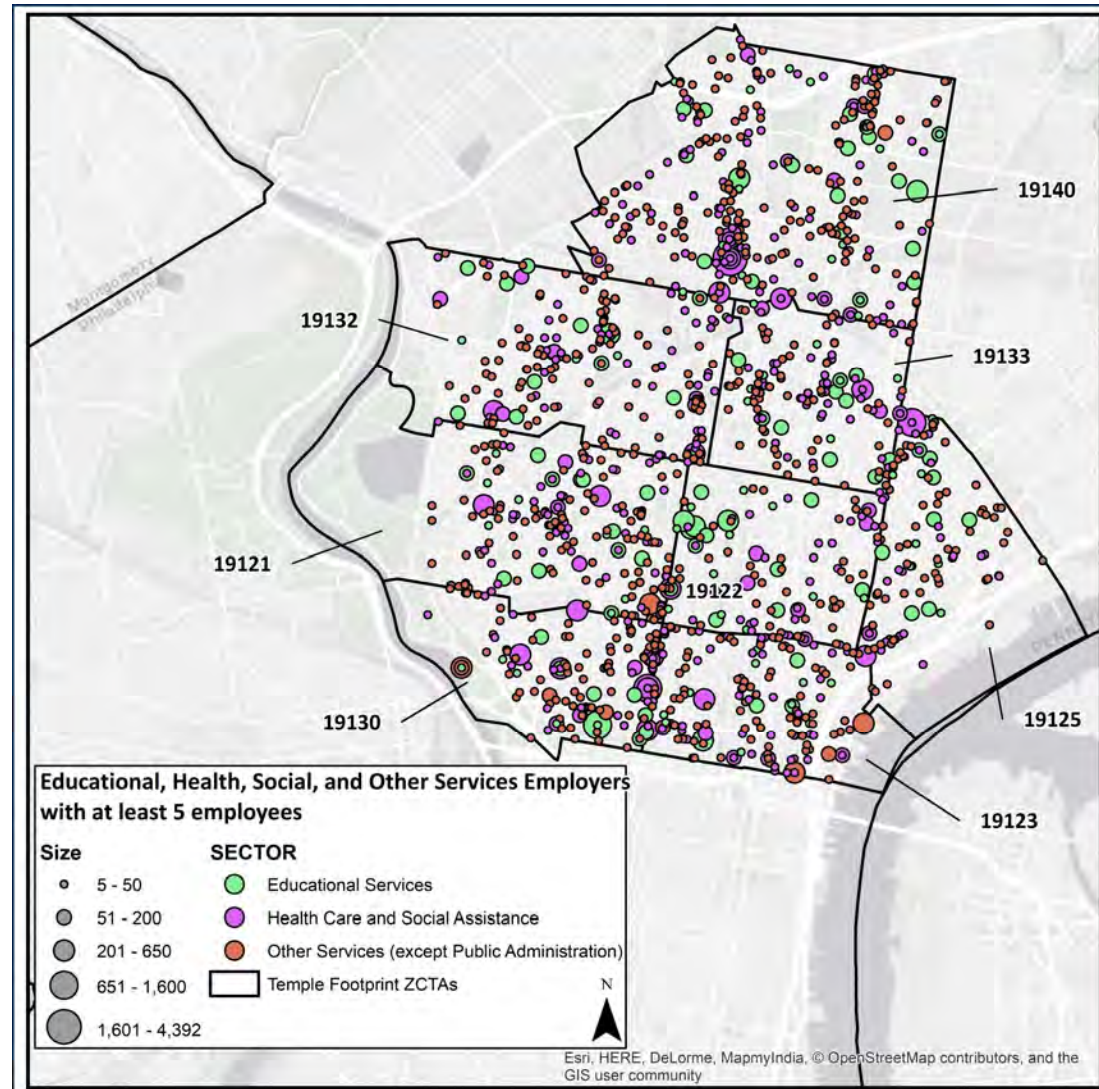 19140
Montgomery
Philadelphia
19132
19133
19121
19122
19130
19125
19123
Educational, Health, Social, and Other Services Employers
with at least 5 employees
Size
SECTOR
5 - 50
Educational Services
51 - 200
Health Care and Social Assistance
201 - 650
Other Services (except Public Administration)
651 - 1,600
Temple Footprint ZCTAs
N
1,601 - 4,392
Esri, HERE, DeLorme, MapmyIndia, © OpenStreetMap contributors, and the
GIS user community